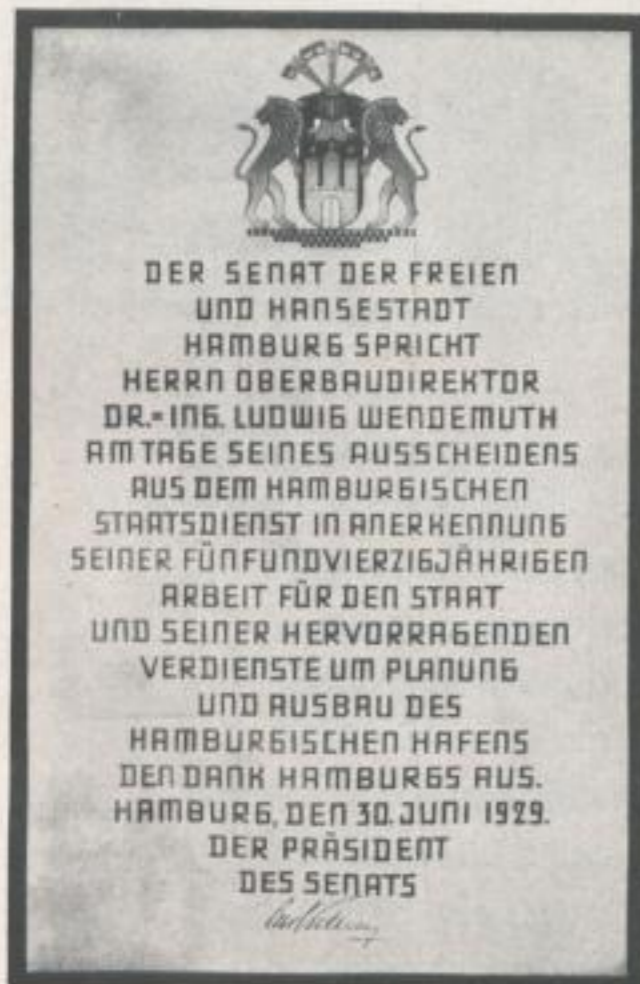 DER SENAT DER FREIEN
UND HANSESTADT
HAMBURG SPRICHT
HERRN OBERBAUDIREKTOR
DR.=ING. LUDWIG WENDEMUTH
AM TAGE SEINES AUSSCHEIDENS
AUS DEM HAMBURGISCHEN
STAATSDIENST IN ANERKENNUNG
SEINER FÜNFUNDVIERZIGJÄHRIGEN
ARBEIT FÜR DEN STAAT
UND SEINER HERVORRAGENDEN
VERDIENSTE UM PLANUNG
UND AUSBAU DES
HAMBURGISCHEN HAFENS
DEN DANK HAMBURGS AUS.
HAMBURG, DEN 30. JUNI 1929.
DER PRÄSIDENT
DES SENATS